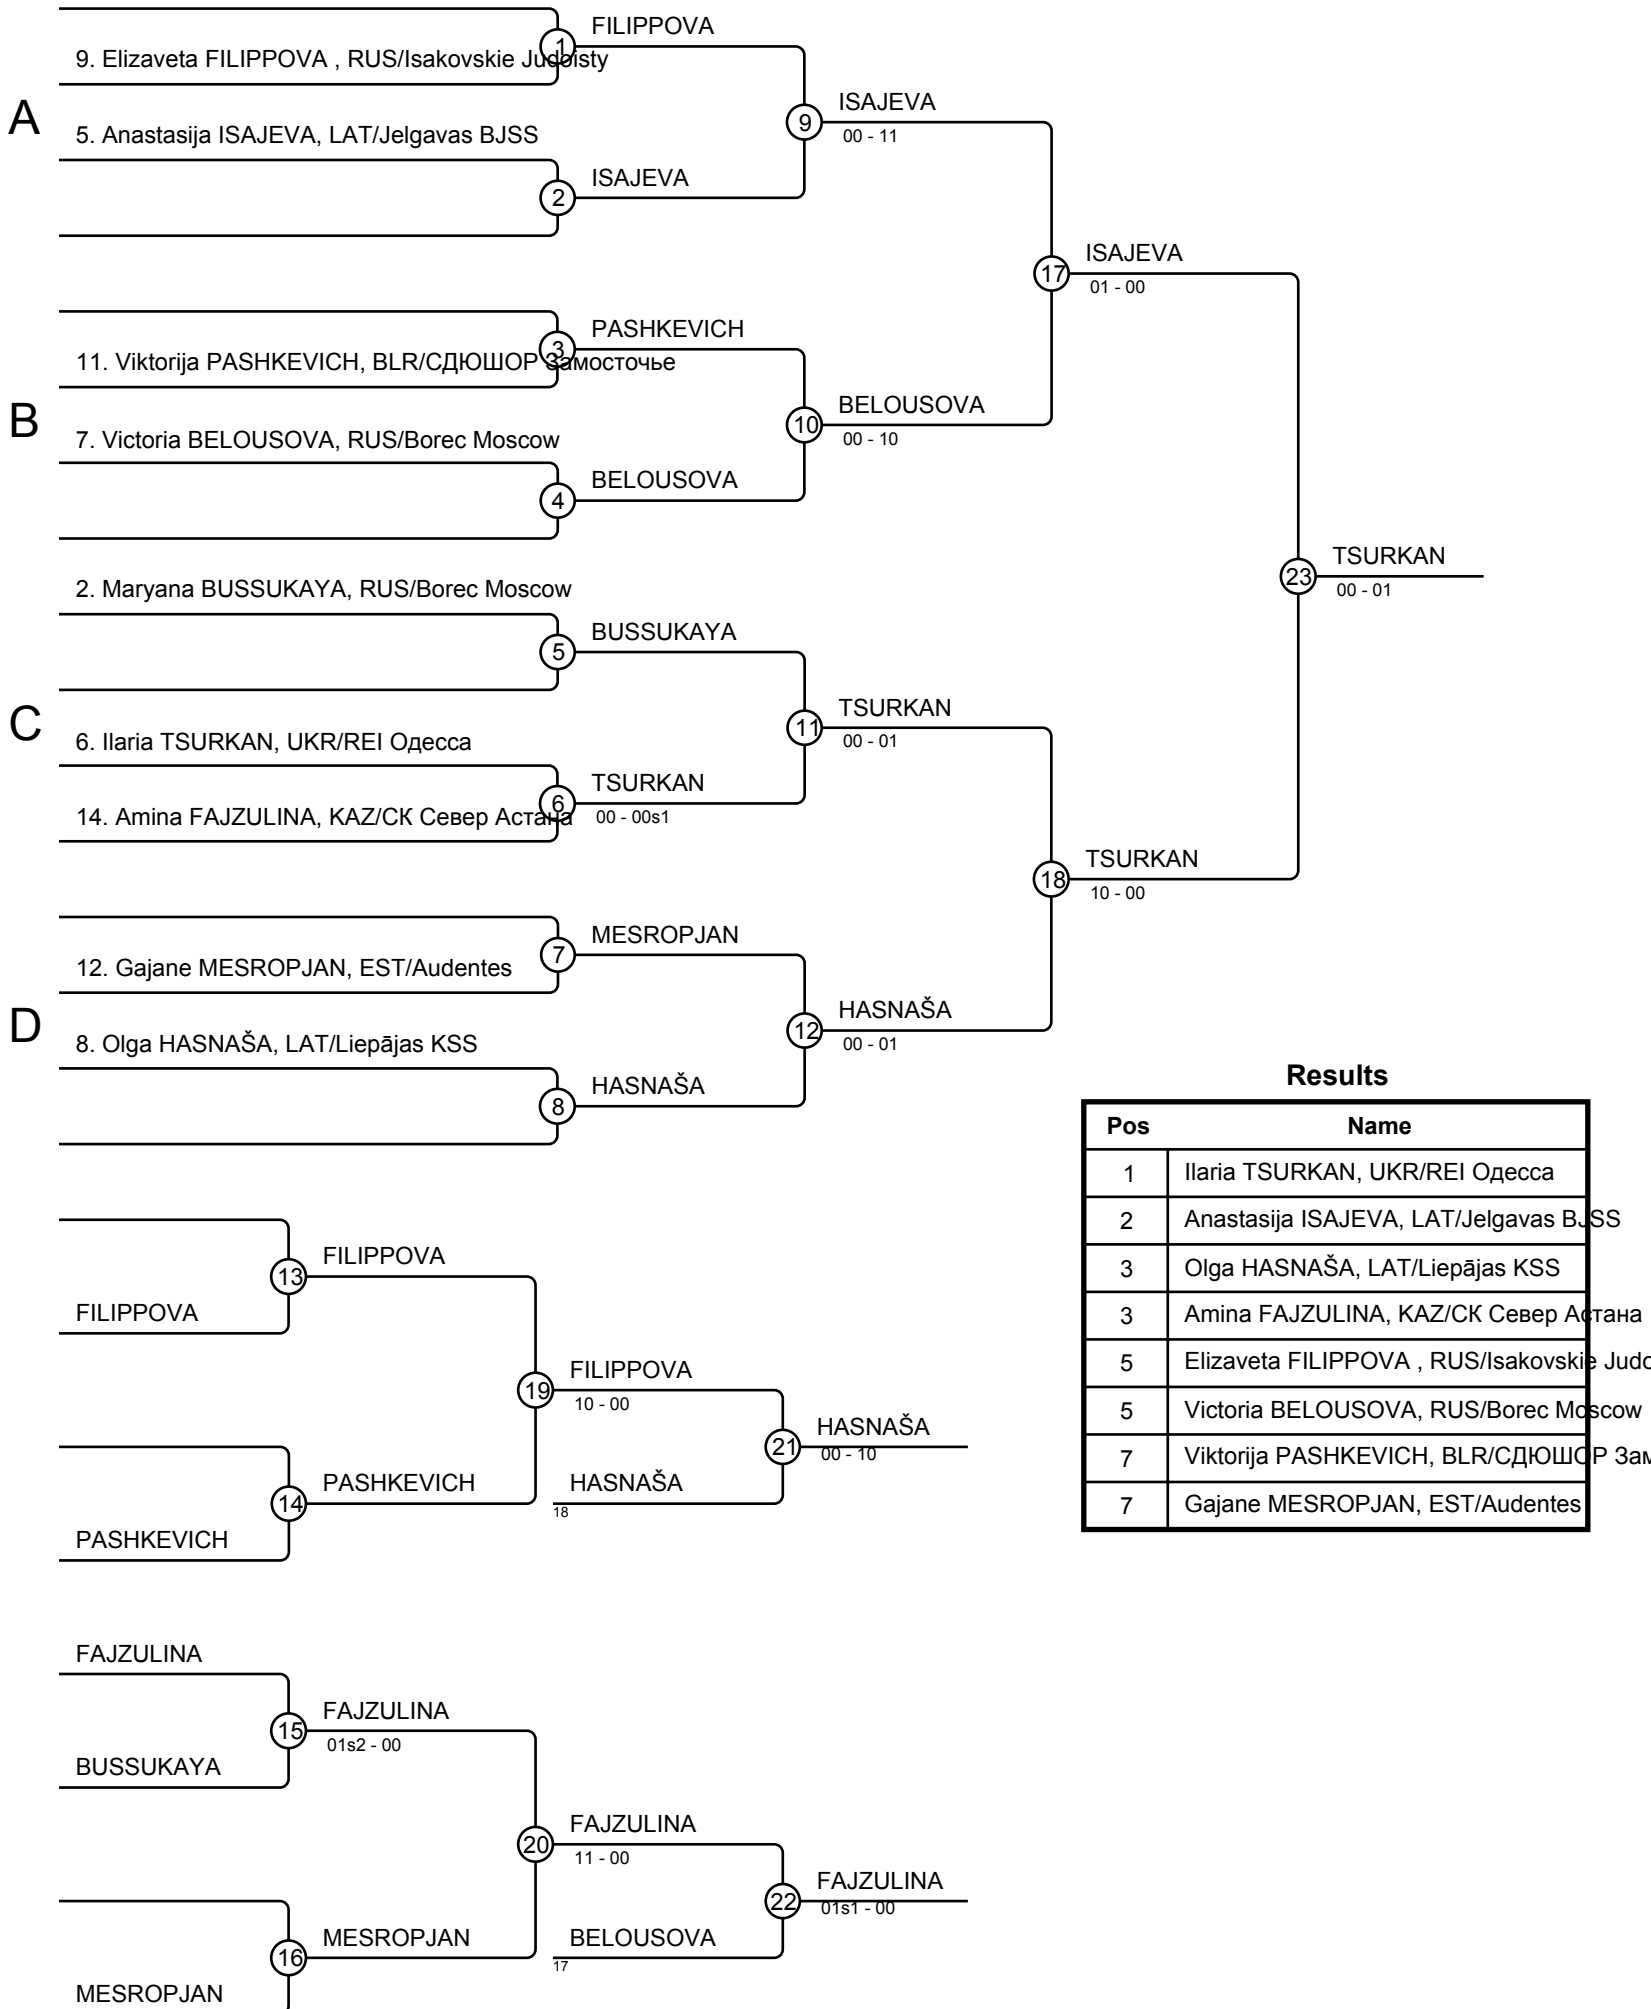 FILIPPOVA
1
9. Elizaveta FILIPPOVA , RUS/Isakovskie Judoisty
A
ISAJEVA
9
00 - 11
5. Anastasija ISAJEVA, LAT/Jelgavas BJSS
ISAJEVA
2
ISAJEVA
17
01 - 00
PASHKEVICH
3
11. Viktorija PASHKEVICH, BLR/СДЮШОР Замосточье
B
BELOUSOVA
10
00 - 10
7. Victoria BELOUSOVA, RUS/Borec Moscow
BELOUSOVA
4
TSURKAN
23
00 - 01
2. Maryana BUSSUKAYA, RUS/Borec Moscow
BUSSUKAYA
5
C
TSURKAN
11
00 - 01
6. Ilaria TSURKAN, UKR/REI Одесса
TSURKAN
6
00 - 00s1
14. Amina FAJZULINA, KAZ/СК Север Астана
TSURKAN
18
10 - 00
MESROPJAN
7
12. Gajane MESROPJAN, EST/Audentes
D
HASNAŠA
12
00 - 01
8. Olga HASNAŠA, LAT/Liepājas KSS
HASNAŠA
8
Results
Pos Name
1 Ilaria TSURKAN, UKR/REI Одесса
2 Anastasija ISAJEVA, LAT/Jelgavas BJSS
3 Olga HASNAŠA, LAT/Liepājas KSS
3 Amina FAJZULINA, KAZ/СК Север Астана
5 Elizaveta FILIPPOVA , RUS/Isakovskie Judo
5 Victoria BELOUSOVA, RUS/Borec Moscow
7 Viktorija PASHKEVICH, BLR/СДЮШОР Зам
7 Gajane MESROPJAN, EST/Audentes
FILIPPOVA
13
FILIPPOVA
FILIPPOVA
19
10 - 00
HASNAŠA
21
00 - 10
PASHKEVICH
14
HASNAŠA
18
PASHKEVICH
FAJZULINA
FAJZULINA
15
01s2 - 00
BUSSUKAYA
FAJZULINA
20
11 - 00
FAJZULINA
22
01s1 - 00
MESROPJAN
16
BELOUSOVA
17
MESROPJAN